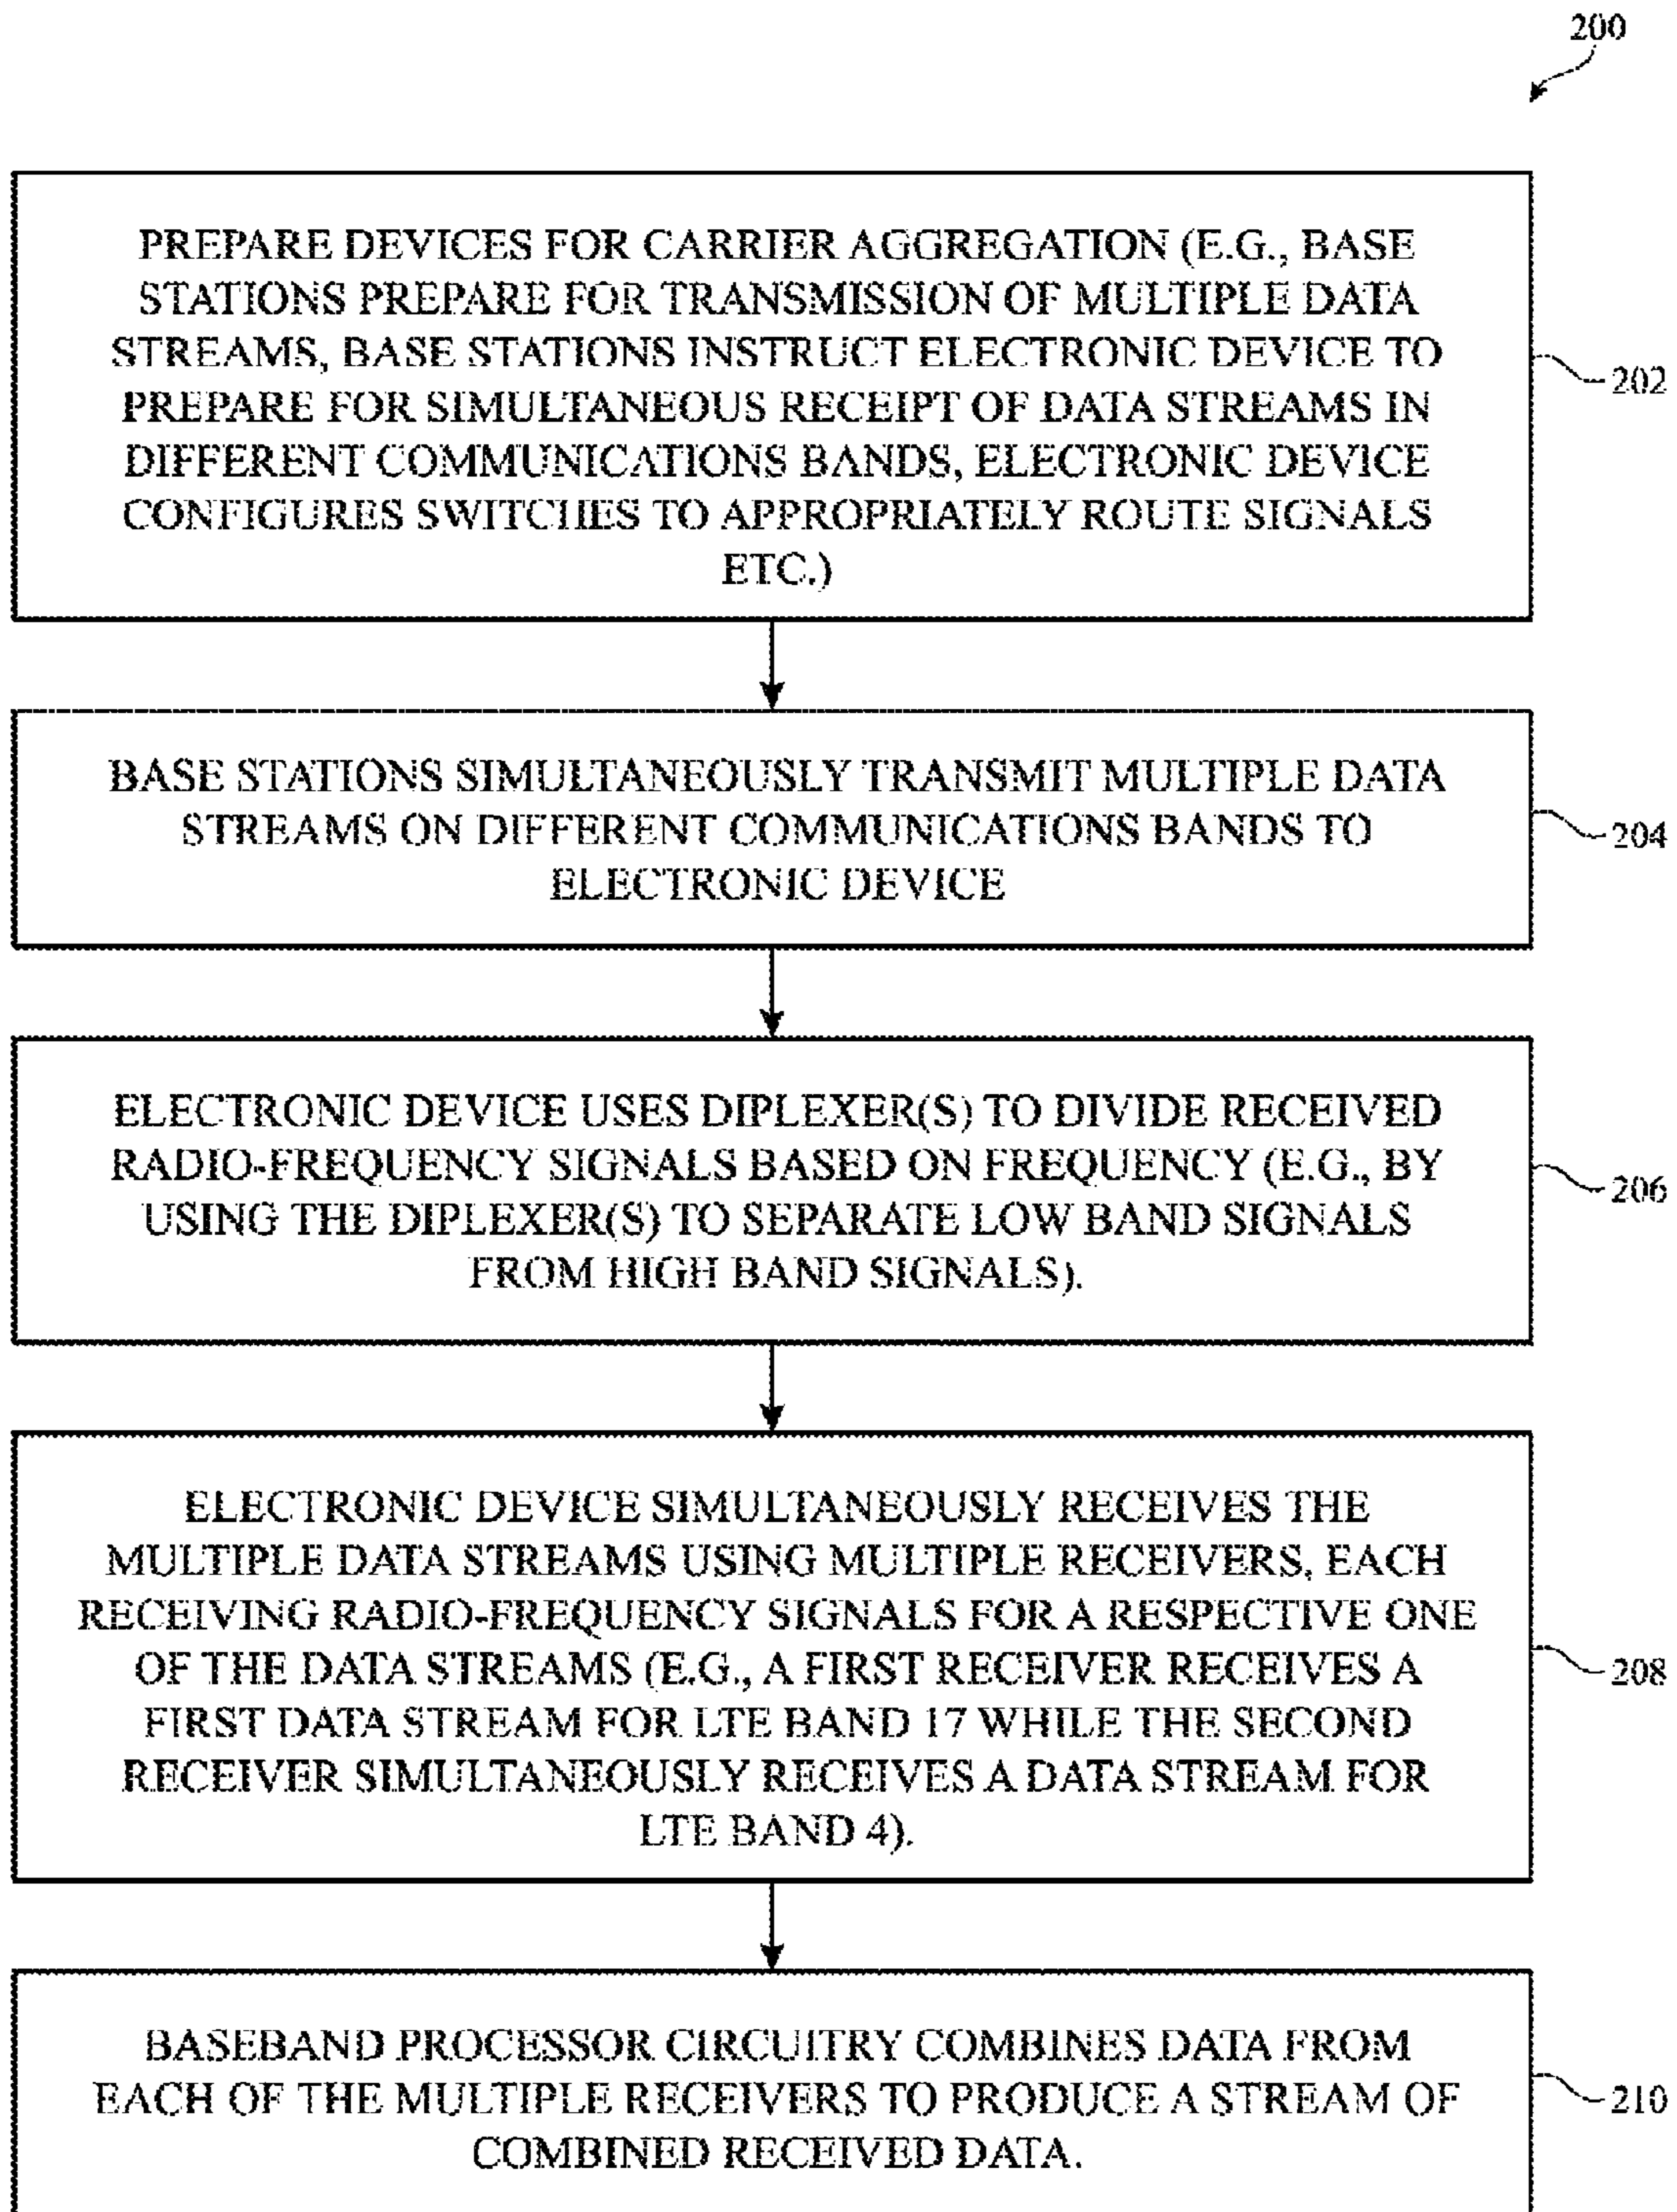 200
PREPARE DEVICES FOR CARRIER AGGREGATION (E.G., BASE
STATIONS PREPARE FOR TRANSMISSION OF MULTIPLE DATA
STREAMS, BASE STATIONS INSTRUCT ELECTRONIC DEVICE TO
PREPARE FOR SIMULTANEOUS RECEIPT OF DATA STREAMS IN
DIFFERENT COMMUNICATIONS BANDS, ELECTRONIC DEVICE
CONFIGURES SWITCHES TO APPROPRIATELY ROUTE SIGNALS
ETC.)
202
BASE STATIONS SIMULTANEOUSLY TRANSMIT MULTIPLE DATA
STREAMS ON DIFFERENT COMMUNICATIONS BANDS TO
ELECTRONIC DEVICE
204
ELECTRONIC DEVICE USES DIPLEXER(S) TO DIVIDE RECEIVED
RADIO-FREQUENCY SIGNALS BASED ON FREQUENCY (E.G., BY
USING THE DIPLEXER(S) TO SEPARATE LOW BAND SIGNALS
FROM HIGH BAND SIGNALS).
206
ELECTRONIC DEVICE SIMULTANEOUSLY RECEIVES THE
MULTIPLE DATA STREAMS USING MULTIPLE RECEIVERS, EACH
RECEIVING RADIO-FREQUENCY SIGNALS FOR A RESPECTIVE ONE
OF THE DATA STREAMS (E.G., A FIRST RECEIVER RECEIVES A
FIRST DATA STREAM FOR LTE BAND 17 WHILE THE SECOND
RECEIVER SIMULTANEOUSLY RECEIVES A DATA STREAM FOR
LTE BAND 4).
208
BASEBAND PROCESSOR CIRCUITRY COMBINES DATA FROM
EACH OF THE MULTIPLE RECEIVERS TO PRODUCE A STREAM OF
COMBINED RECEIVED DATA.
210